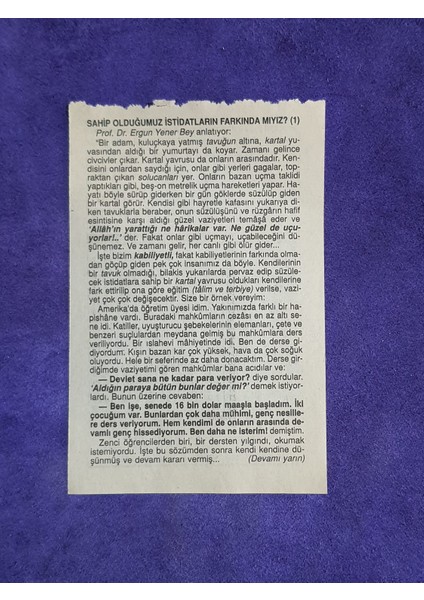 SAHİP OLDUĞUMUZ İSTİDATLARIN FARKINDA MIYIZ? (1)
Prof. Dr. Ergun Yener Bey anlatıyor:
"Bir adam, kuluçkaya yatmış tavuğun altına, kartal yu-
vasından aldığı bir yumurtayı da koyar. Zamanı gelince
civcivler çıkar. Kartal yavrusu da onların arasındadır. Ken-
disini onlardan saydığı için, onlar gibi yerleri gagalar, top-
raktan çıkan solucanları yer. Onların bazan uçma taklidi
yaptıkları gibi, beş-on metrelik uçma hareketleri yapar. Ha-
yatı böyle sürüp giderken bir gün gökyüzünde süzülüp giden
bir kartal görür. Kendisi gibi hayretle kafasını yukarıya di-
ken tavuklarla beraber, onun süzülüşünü ve rüzgârın hafif
esintisine karşı aldığı güzel vaziyetleri temâşâ eder ve
'Allâh'ın yarattığı ne hârikalar var. Ne güzel de uçu-
yorlar!..' der. Fakat onlar gibi uçmayı, uçabileceğini dü-
şünemez. Ve zamanı gelir, her canlı gibi ölür gider...
İşte bizim kabiliyetli, fakat kabiliyetlerinin farkında olma-
dan göçüp giden pek çok insanımız da böyle. Kendilerinin
bir tavuk olmadığı, bilakis yukarılarda pervaz edip süzüle-
cek istidatlara sahip bir kartal yavrusu oldukları kendilerine
fark ettirilip ona göre eğitim (tâlim ve terbiye) verilse, vazi-
yet çok çok değişecektir. Size bir örnek vereyim:
Amerika'da öğretim üyesi idim. Yakınımızda farklı bir ha-
pishâne vardı. Buradaki mahkûmların cezâsı en az altı se-
ne idi. Katiller, uyuşturucu şebekelerinin elemanları, çete ve
benzeri suçlardan meydana gelmiş bu mahkûmlara ders
veriliyordu. Bir ıslahevi mâhiyetinde idi. Ben de derse gi-
diyordum. Kışın bazan kar çok yüksek, hava da çok soğuk
oluyordu. Hele bir seferinde az daha donacaktım. Derse gir-
diğimde vaziyetimi gören mahkûmlar bana acıdılar ve:
— Devlet sana ne kadar para veriyor? diye sordular.
'Aldığın paraya bütün bunlar değer mi?' demek istiyor-
lardı. Bunun üzerine cevaben:
— Ben işe, senede 16 bin dolar maaşla başladım. İki
çocuğum var. Bunlardan çok daha mühimi, genç nesille-
re ders veriyorum. Hem kendimi de onların arasında de-
vamlı genç hissediyorum. Ben daha ne isterim! demiştim.
Zenci öğrencilerden biri, bir dersten yılgındı, okumak
istemiyordu. İşte bu sözümden sonra kendi kendine dü-
şünmüş ve devam kararı vermiş... (Devamı yarın)